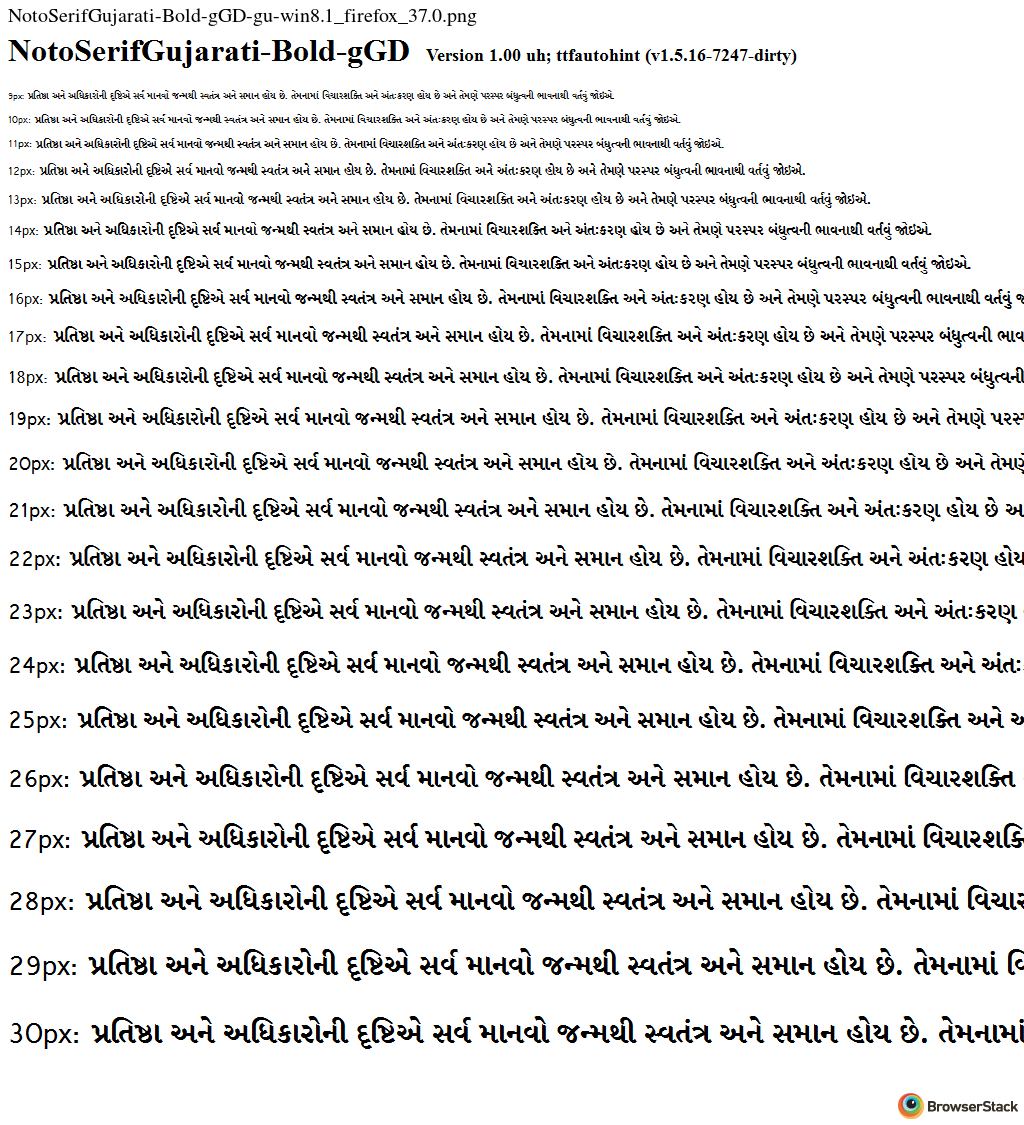 NotoSerifGujarati-Bold-gGD-gu-win8.1_firefox_37.0.png
NotoSerifGujarati-Bold-gGD Version 1.00 uh; ttfautohint (v1.5.16-7247-dirty)
9px: પ્રતિષ્ઠા અને અધિકારોની દૃષ્ટિએ સર્વ માનવો જન્મથી સ્વતંત્ર અને સમાન હોય છે. તેમનામાં વિચારશક્તિ અને અંતઃકરણ હોય છે અને તેમણે પરસ્પર બંધુત્વની ભાવનાથી વર્તવું જોઇએ.
10px: પ્રતિષ્ઠા અને અધિકારોની દૃષ્ટિએ સર્વ માનવો જન્મથી સ્વતંત્ર અને સમાન હોય છે. તેમનામાં વિચારશક્તિ અને અંતઃકરણ હોય છે અને તેમણે પરસ્પર બંધુત્વની ભાવનાથી વર્તવું જોઇએ.
11px: પ્રતિષ્ઠા અને અધિકારોની દૃષ્ટિએ સર્વ માનવો જન્મથી સ્વતંત્ર અને સમાન હોય છે. તેમનામાં વિચારશક્તિ અને અંતઃકરણ હોય છે અને તેમણે પરસ્પર બંધુત્વની ભાવનાથી વર્તવું જોઇએ.
12px: પ્રતિષ્ઠા અને અધિકારોની દૃષ્ટિએ સર્વ માનવો જન્મથી સ્વતંત્ર અને સમાન હોય છે. તેમનામાં વિચારશક્તિ અને અંતઃકરણ હોય છે અને તેમણે પરસ્પર બંધુત્વની ભાવનાથી વર્તવું જોઇએ.
13px: પ્રતિષ્ઠા અને અધિકારોની દૃષ્ટિએ સર્વ માનવો જન્મથી સ્વતંત્ર અને સમાન હોય છે. તેમનામાં વિચારશક્તિ અને અંતઃકરણ હોય છે અને તેમણે પરસ્પર બંધુત્વની ભાવનાથી વર્તવું જોઇએ.
14px: પ્રતિષ્ઠા અને અધિકારોની દૃષ્ટિએ સર્વ માનવો જન્મથી સ્વતંત્ર અને સમાન હોય છે. તેમનામાં વિચારશક્તિ અને અંતઃકરણ હોય છે અને તેમણે પરસ્પર બંધુત્વની ભાવનાથી વર્તવું જોઇએ.
15px: પ્રતિષ્ઠા અને અધિકારોની દૃષ્ટિએ સર્વ માનવો જન્મથી સ્વતંત્ર અને સમાન હોય છે. તેમનામાં વિચારશક્તિ અને અંતઃકરણ હોય છે અને તેમણે પરસ્પર બંધુત્વની ભાવનાથી વર્તવું જોઇએ.
16px: પ્રતિષ્ઠા અને અધિકારોની દૃષ્ટિએ સર્વ માનવો જન્મથી સ્વતંત્ર અને સમાન હોય છે. તેમનામાં વિચારશક્તિ અને અંતઃકરણ હોય છે અને તેમણે પરસ્પર બંધુત્વની ભાવનાથી વર્તવું
17px: પ્રતિષ્ઠા અને અધિકારોની દૃષ્ટિએ સર્વ માનવો જન્મથી સ્વતંત્ર અને સમાન હોય છે. તેમનામાં વિચારશક્તિ અને અંતઃકરણ હોય છે અને તેમણે પરસ્પર બંધુત્વની ભાવ
18px: પ્રતિષ્ઠા અને અધિકારોની દૃષ્ટિએ સર્વ માનવો જન્મથી સ્વતંત્ર અને સમાન હોય છે. તેમનામાં વિચારશક્તિ અને અંતઃકરણ હોય છે અને તેમણે પરસ્પર બંધુત્વની
19px: પ્રતિષ્ઠા અને અધિકારોની દૃષ્ટિએ સર્વ માનવો જન્મથી સ્વતંત્ર અને સમાન હોય છે. તેમનામાં વિચારશક્તિ અને અંતઃકરણ હોય છે અને તેમણે
20px: પ્રતિષ્ઠા અને અધિકારોની દૃષ્ટિએ સર્વ માનવો જન્મથી સ્વતંત્ર અને સમાન હોય છે. તેમનામાં વિચારશક્તિ અને અંતઃકરણ હોય છે અને
21px: પ્રતિષ્ઠા અને અધિકારોની દૃષ્ટિએ સર્વ માનવો જન્મથી સ્વતંત્ર અને સમાન હોય છે. તેમનામાં વિચારશક્તિ અને અંતઃકરણ હોય છે
22px: પ્રતિષ્ઠા અને અધિકારોની દૃષ્ટિએ સર્વ માનવો જન્મથી સ્વતંત્ર અને સમાન હોય છે. તેમનામાં વિચારશક્તિ અને અંતઃકરણ હોય
23px: પ્રતિષ્ઠા અને અધિકારોની દૃષ્ટિએ સર્વ માનવો જન્મથી સ્વતંત્ર અને સમાન હોય છે. તેમનામાં વિચારશક્તિ અને અંતઃકરણ
24px: પ્રતિષ્ઠા અને અધિકારોની દૃષ્ટિએ સર્વ માનવો જન્મથી સ્વતંત્ર અને સમાન હોય છે. તેમનામાં વિચારશક્તિ અને અંતઃ
25px: પ્રતિષ્ઠા અને અધિકારોની દૃષ્ટિએ સર્વ માનવો જન્મથી સ્વતંત્ર અને સમાન હોય છે. તેમનામાં વિચારશક્તિ અને
26px: પ્રતિષ્ઠા અને અધિકારોની દૃષ્ટિએ સર્વ માનવો જન્મથી સ્વતંત્ર અને સમાન હોય છે. તેમનામાં વિચારશક્તિ
27px: પ્રતિષ્ઠા અને અધિકારોની દૃષ્ટિએ સર્વ માનવો જન્મથી સ્વતંત્ર અને સમાન હોય છે. તેમનામાં
28px: પ્રતિષ્ઠા અને અધિકારોની દૃષ્ટિએ સર્વ માનવો જન્મથી સ્વતંત્ર અને સમાન હોય છે. તેમનામાં
29px: પ્રતિષ્ઠા અને અધિકારોની દૃષ્ટિએ સર્વ માનવો જન્મથી સ્વતંત્ર અને સમાન હોય છે. તેમનામાં
30px: પ્રતિષ્ઠા અને અધિકારોની દૃષ્ટિએ સર્વ માનવો જન્મથી સ્વતંત્ર અને સમાન હોય છે. તેમનામાં
BrowserStack